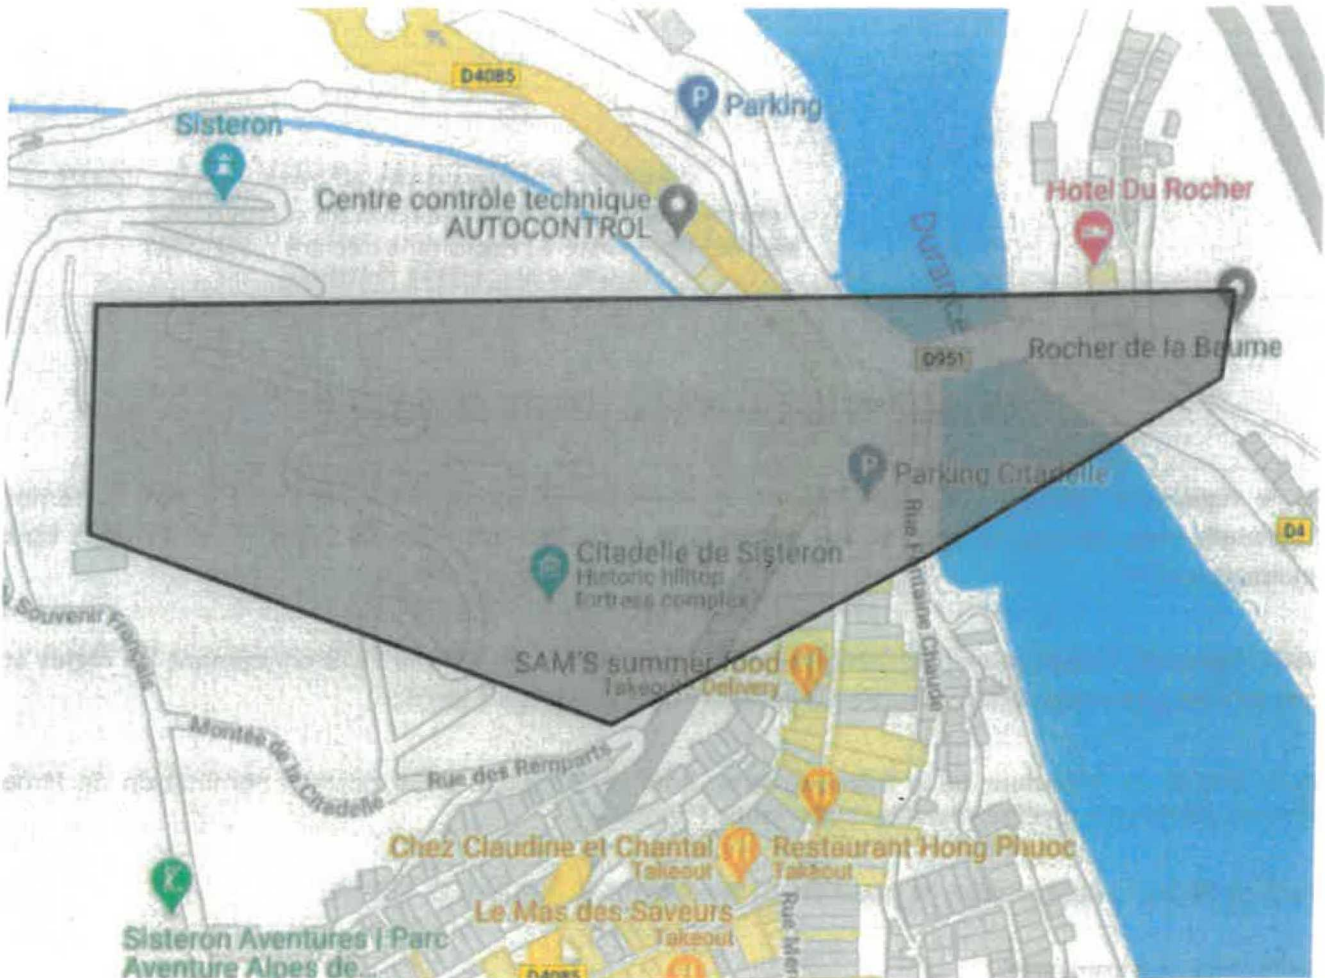 D4085
Parking
Sisteron
Centre contrôle technique
AUTOCONTROL
Hotel Du Rocher
Durance
D951
Rocher de la Baume
Parking Citadelle
Rue Fontaine Chaude
D4
Citadelle de Sisteron
Historic hilltop
fortress complex
Souvenir Français
SAM'S summer food
Takeout Delivery
Montée de la Citadelle
Rue des Remparts
Chez Claudine et Chantal
Takeout
Restaurant Hong Phuoc
Takeout
Le Mas des Saveurs
Takeout
Rue Mer
Sisteron Aventures | Parc
Aventure Alpes de...
D4085